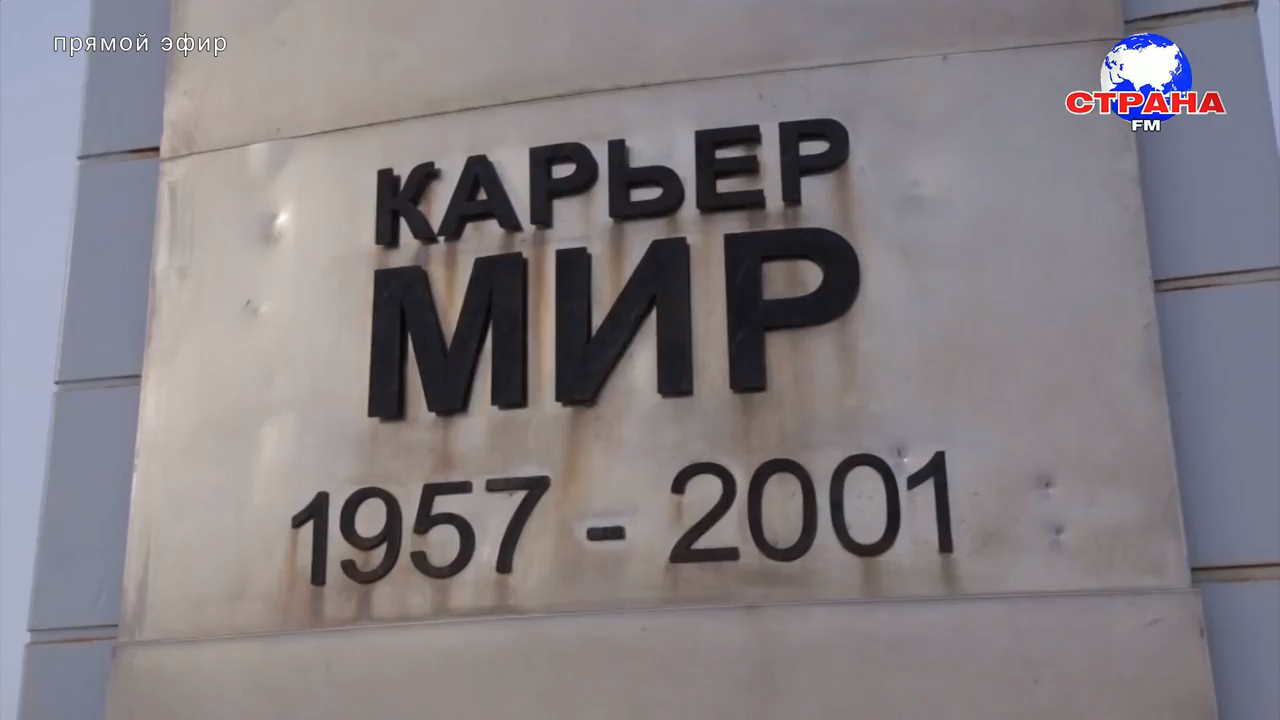 прямой эфир
СТРАНА
FM
КАРЬЕР
МИР
1957 - 2001